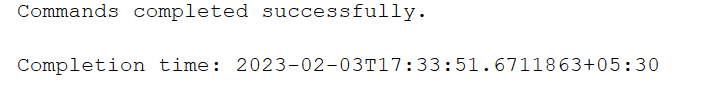 Commands completed successfully.
Completion time: 2023-02-03T17:33:51.6711863+05:30